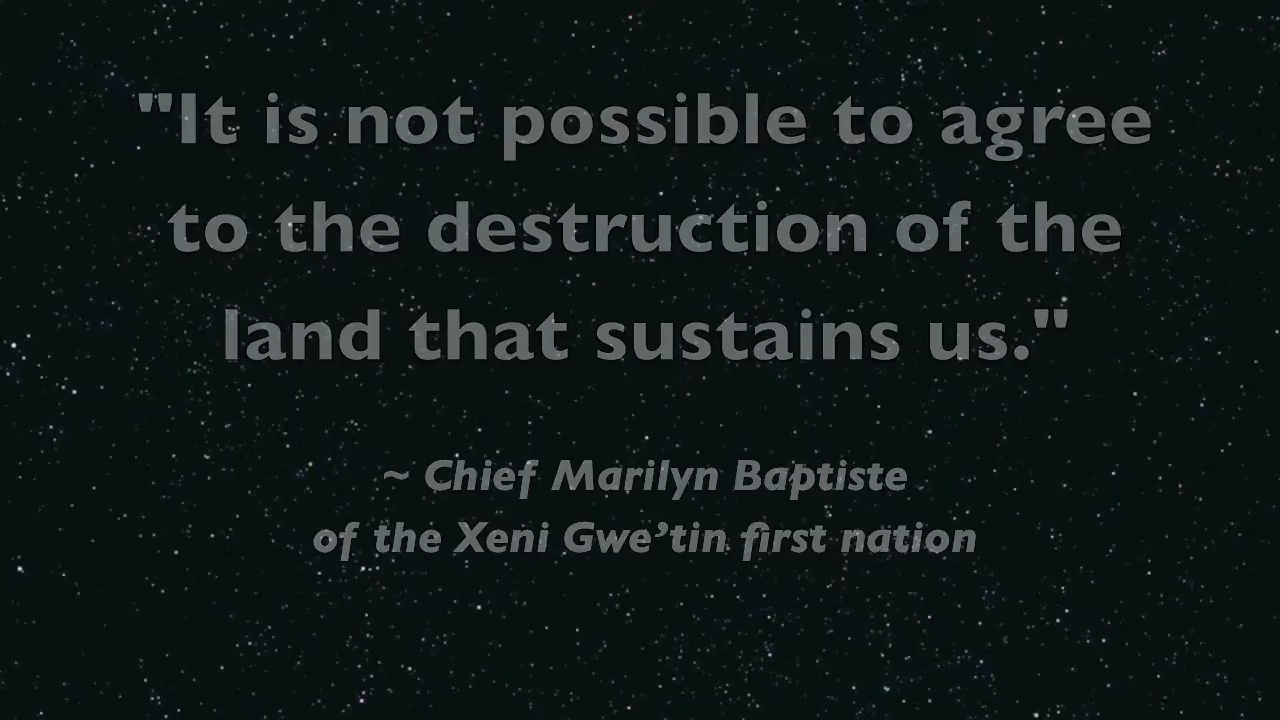 "It is not possible to agree
to the destruction of the
land that sustains us."
~ Chief Marilyn Baptiste
of the Xeni Gwe’tin first nation